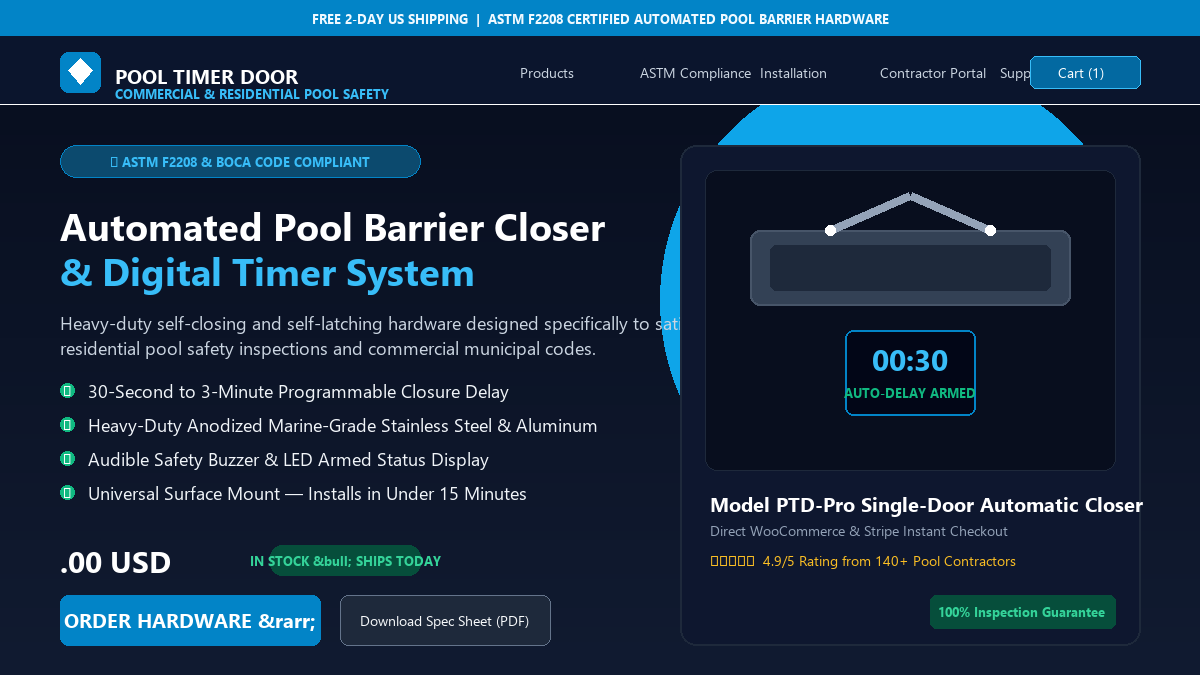 FREE 2-DAY US SHIPPING | ASTM F2208 CERTIFIED AUTOMATED POOL BARRIER HARDWARE
POOL TIMER DOOR
COMMERCIAL & RESIDENTIAL POOL SAFETY
Products ASTM Compliance Installation Contractor Portal Supp Cart (1)
ASTM F2208 & BOCA CODE COMPLIANT
Automated Pool Barrier Closer
& Digital Timer System
Heavy-duty self-closing and self-latching hardware designed specifically to sati
residential pool safety inspections and commercial municipal codes.
30-Second to 3-Minute Programmable Closure Delay
Heavy-Duty Anodized Marine-Grade Stainless Steel & Aluminum
Audible Safety Buzzer & LED Armed Status Display
Universal Surface Mount — Installs in Under 15 Minutes
.00 USD
IN STOCK &bull; SHIPS TODAY
ORDER HARDWARE &rarr;
Download Spec Sheet (PDF)
00:30
AUTO-DELAY ARMED
Model PTD-Pro Single-Door Automatic Closer
Direct WooCommerce & Stripe Instant Checkout
4.9/5 Rating from 140+ Pool Contractors
100% Inspection Guarantee